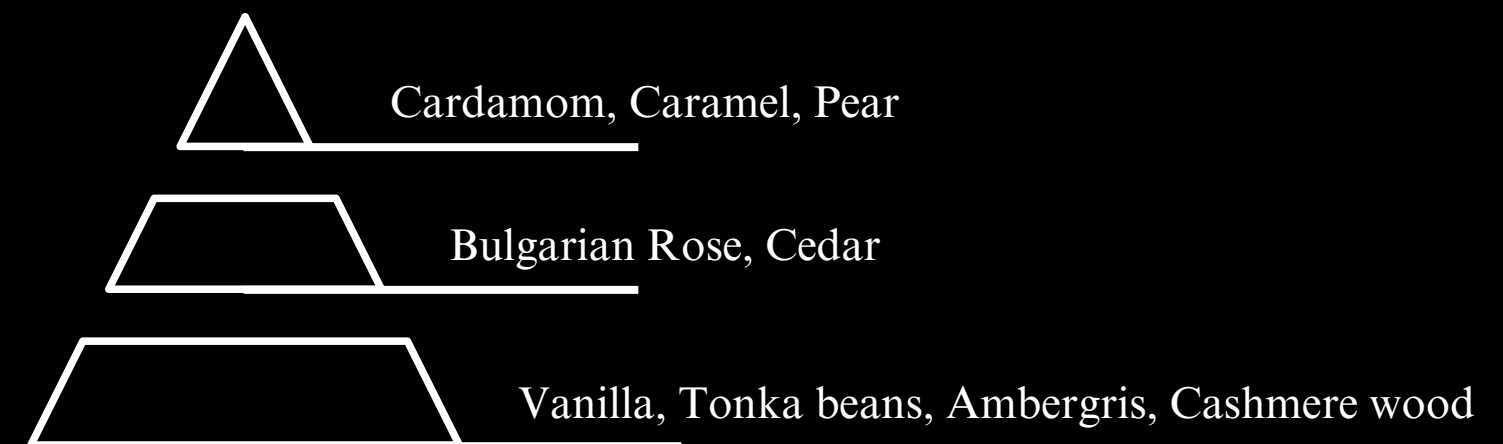 Cardamom, Caramel, Pear
Bulgarian Rose, Cedar
Vanilla, Tonka beans, Ambergris, Cashmere wood